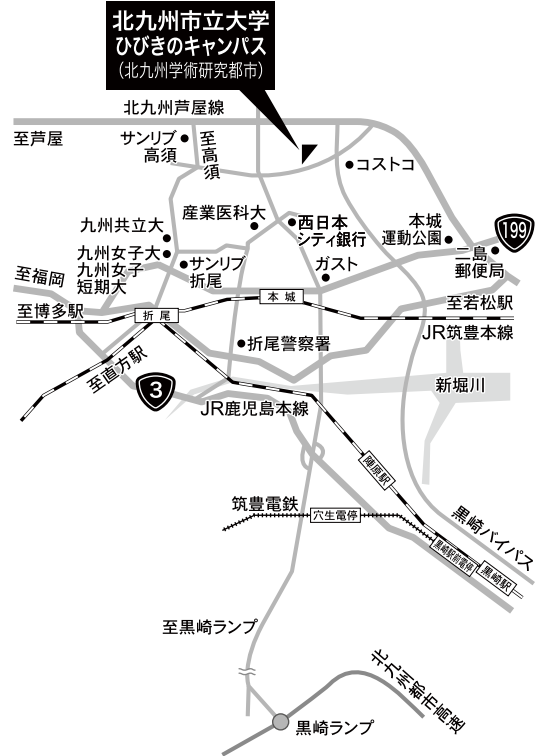 北九州市立大学
ひびきのキャンパス
（北九州学術研究都市）
北九州芦屋線
至芦屋
サンリブ
高須
至高須
コストコ
産業医科大
九州共立大
西日本
シティ銀行
本城
運動公園
199
九州女子大
九州女子
短期大
サンリブ
折尾
ガスト
二島
郵便局
至福岡
至博多駅
折尾
本城
至若松駅
JR筑豊本線
折尾警察署
至直方駅
3
新堀川
JR鹿児島本線
陣原駅
筑豊電鉄
穴生電停
黒崎バイパス
黒崎駅前電停
黒崎駅
至黒崎ランプ
北九州都市高速
黒崎ランプ